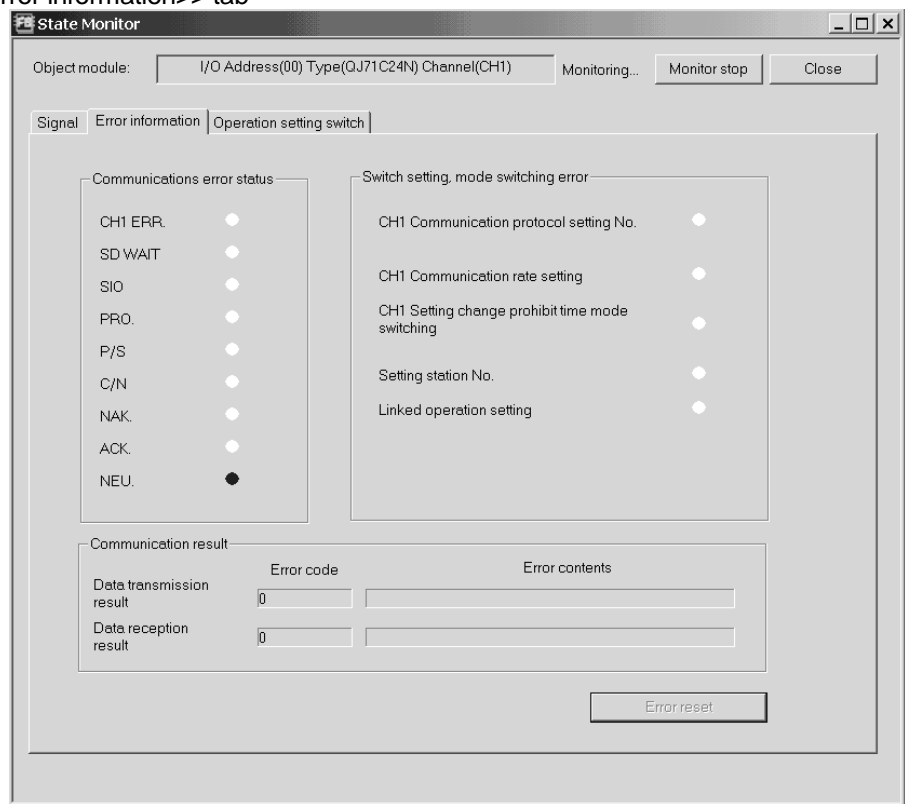 rror information>> tab
State Monitor
Object module: I/O Address(00) Type(QJ71C24N) Channel(CH1) Monitoring... Monitor stop Close
Signal Error information Operation setting switch
Communications error status
CH1 ERR.
SD WAIT
SIO
PRO.
P/S
C/N
NAK.
ACK.
NEU.
Switch setting, mode switching error
CH1 Communication protocol setting No.
CH1 Communication rate setting
CH1 Setting change prohibit time mode
switching
Setting station No.
Linked operation setting
Communication result
Error code Error contents
Data transmission
result
0
Data reception
result
0
Error reset